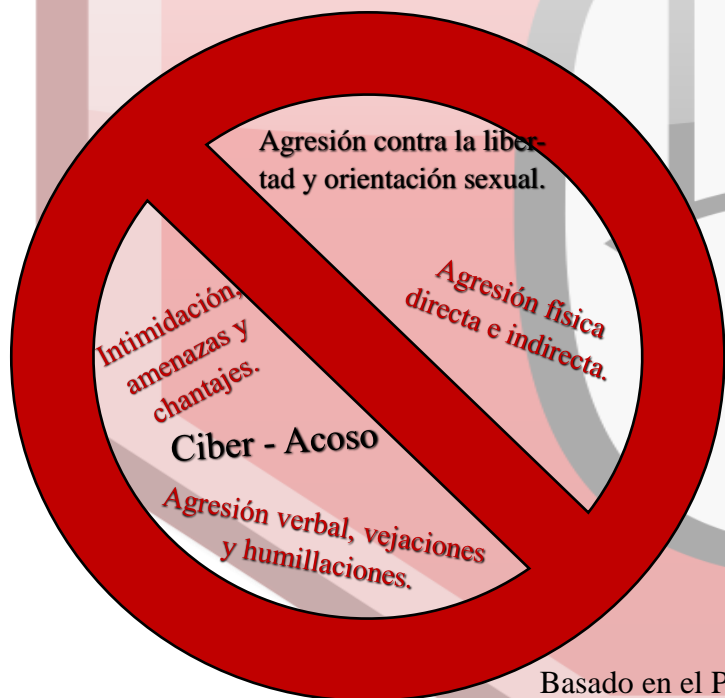 Agresión contra la liber-
tad y orientación sexual.
Agresión física
directa e indirecta.
Intimidación,
amenazas y
chantajes.
Ciber - Acoso
Agresión verbal, vejaciones
y humillaciones.
Basado en el